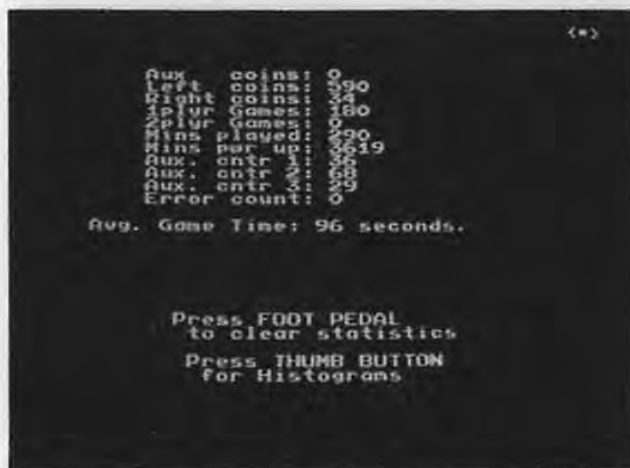 (*)
Aux coins: 0
Left coins: 390
Right coins: 34
1plyr Games: 180
2plyr Games: 0
Mins played: 290
Mins pwr up: 3619
Aux. cntr 1: 36
Aux. cntr 2: 68
Aux. cntr 3: 29
Error count: 0
Avg. Game Time: 96 seconds.
Press FOOT PEDAL
to clear statistics
Press THUMB BUTTON
for Histograms